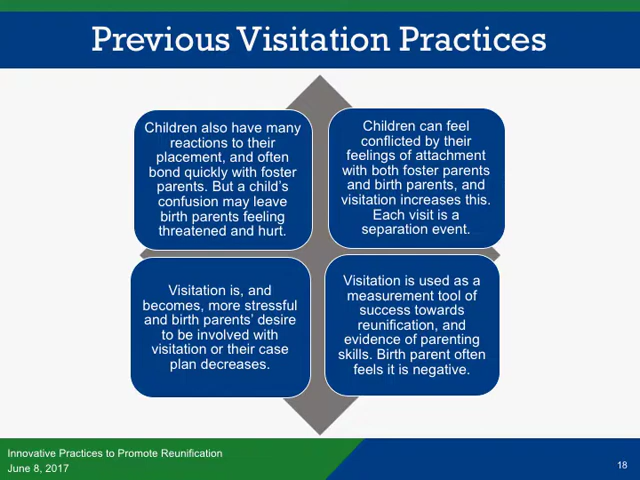 Previous Visitation Practices
Children also have many
reactions to their
placement, and often
bond quickly with foster
parents. But a child's
confusion may leave
birth parents feeling
threatened and hurt.
Children can feel
conflicted by their
feelings of attachment
with both foster parents
and birth parents, and
visitation increases this.
Each visit is a
separation event.
Visitation is, and
becomes, more stressful
and birth parents' desire
to be involved with
visitation or their case
plan decreases.
Visitation is used as a
measurement tool of
success towards
reunification, and
evidence of parenting
skills. Birth parent often
feels it is negative.
Innovative Practices to Promote Reunification
June 8, 2017
18